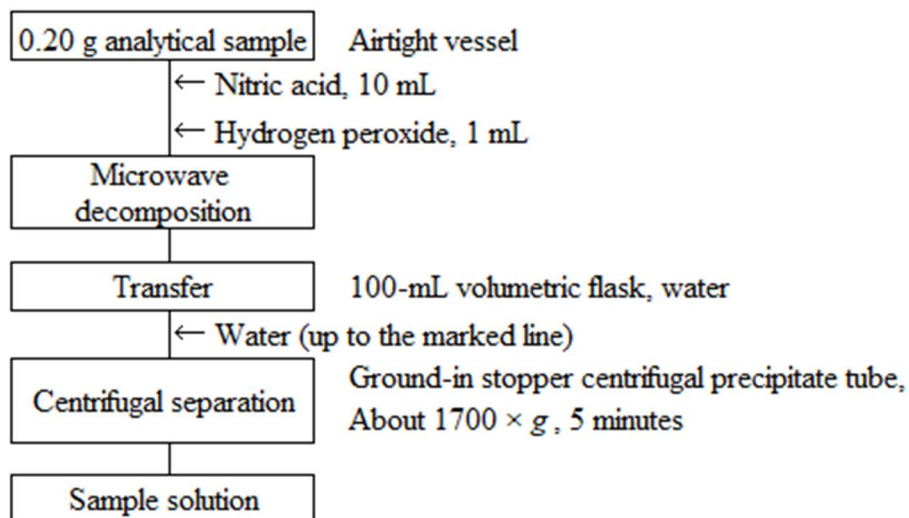 0.20 g analytical sample Airtight vessel
← Nitric acid, 10 mL
← Hydrogen peroxide, 1 mL
Microwave
decomposition
Transfer 100-mL volumetric flask, water
← Water (up to the marked line)
Centrifugal separation
Ground-in stopper centrifugal precipitate tube,
About 1700 × g , 5 minutes
Sample solution